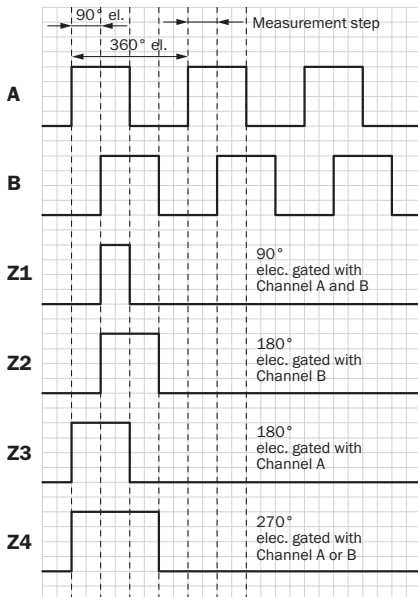 90° el.
Measurement step
360° el.
A
B
Z1
90°
elec. gated with
Channel A and B
Z2
180°
elec. gated with
Channel B
Z3
180°
elec. gated with
Channel A
Z4
270°
elec. gated with
Channel A or B